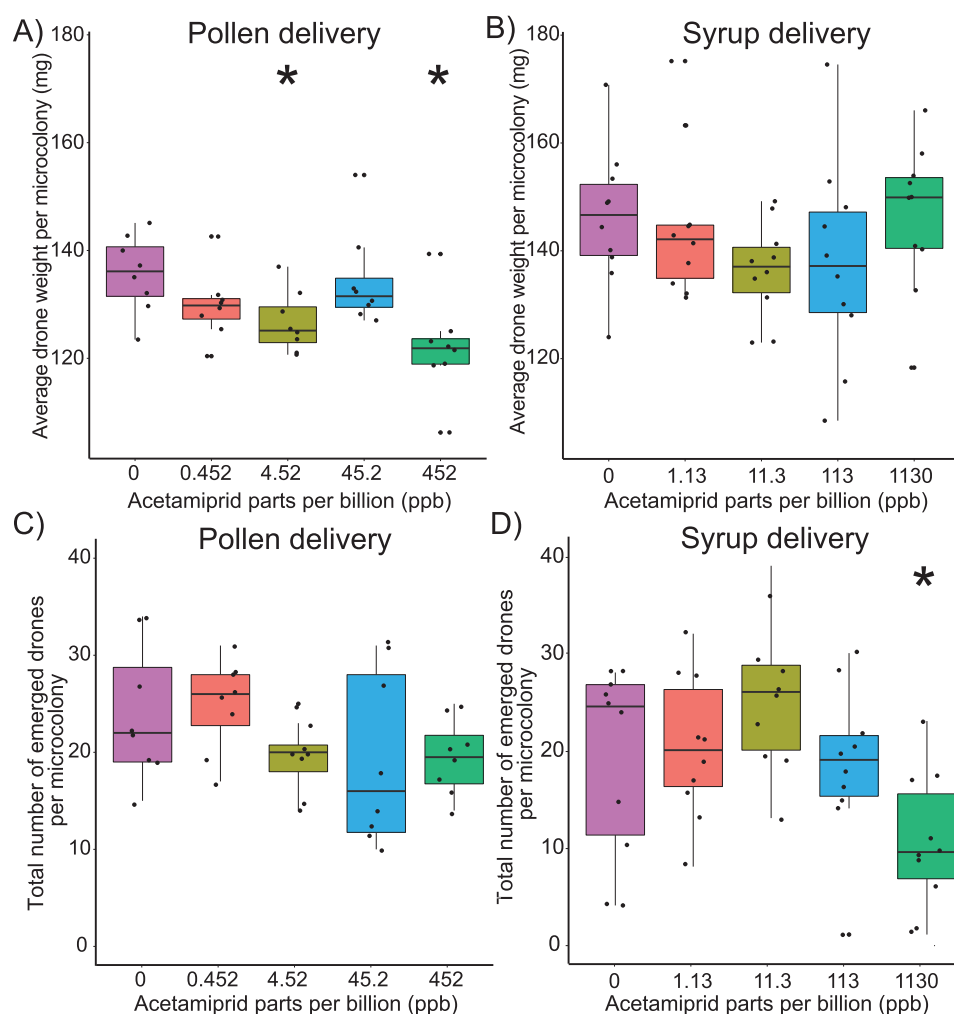 A)
Pollen delivery
Average drone weight per microcolony (mg)
180
160
140
120
*
*
0 0.452 4.52 45.2 452
Acetamiprid parts per billion (ppb)
B)
Syrup delivery
Average drone weight per microcolony (mg)
180
160
140
120
0 1.13 11.3 113 1130
Acetamiprid parts per billion (ppb)
C)
Pollen delivery
Total number of emerged drones
per microcolony
40
30
20
10
0
0 0.452 4.52 45.2 452
Acetamiprid parts per billion (ppb)
D)
Syrup delivery
Total number of emerged drones
per microcolony
40
30
20
10
0
*
0 1.13 11.3 113 1130
Acetamiprid parts per billion (ppb)